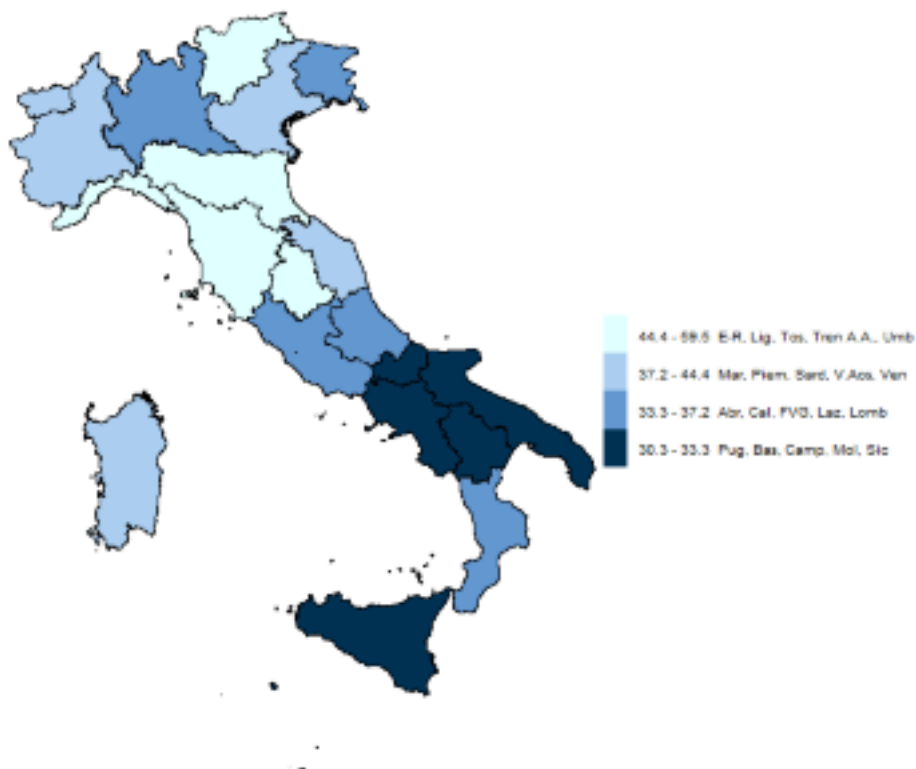 44.4 - 59.5 E-R, Lig, Tos, Tren A.A., Umb
37.2 - 44.4 Mar, Piem, Sard, V.Aos, Ven
33.3 - 37.2 Abr, Cal, FVG, Laz, Lomb
30.3 - 33.3 Pug, Bas, Camp, Mol, Sic